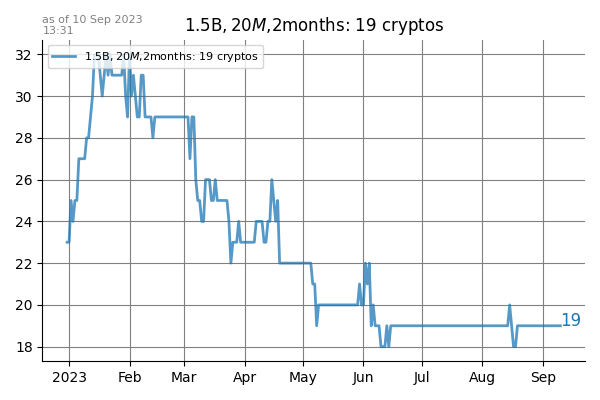 as of 10 Sep 2023
13:31
1.5B, 20M,2months: 19 cryptos
1.5B, 20M,2months: 19 cryptos
32
30
28
26
24
22
20
18
19
2023 Feb Mar Apr May Jun Jul Aug Sep